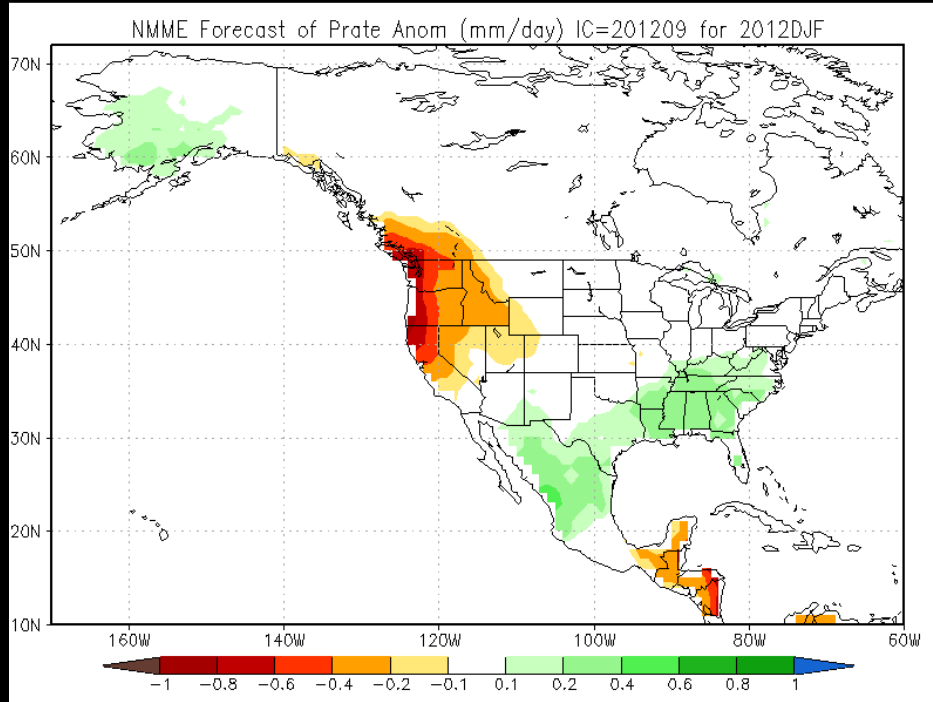 NMME Forecast of Prate Anom (mm/day) IC=201209 for 2012DJF
70N
60N
50N
40N
30N
20N
10N
160W 140W 120W 100W 80W 60W
−1 −0.8 −0.6 −0.4 −0.2 −0.1 0.1 0.2 0.4 0.6 0.8 1